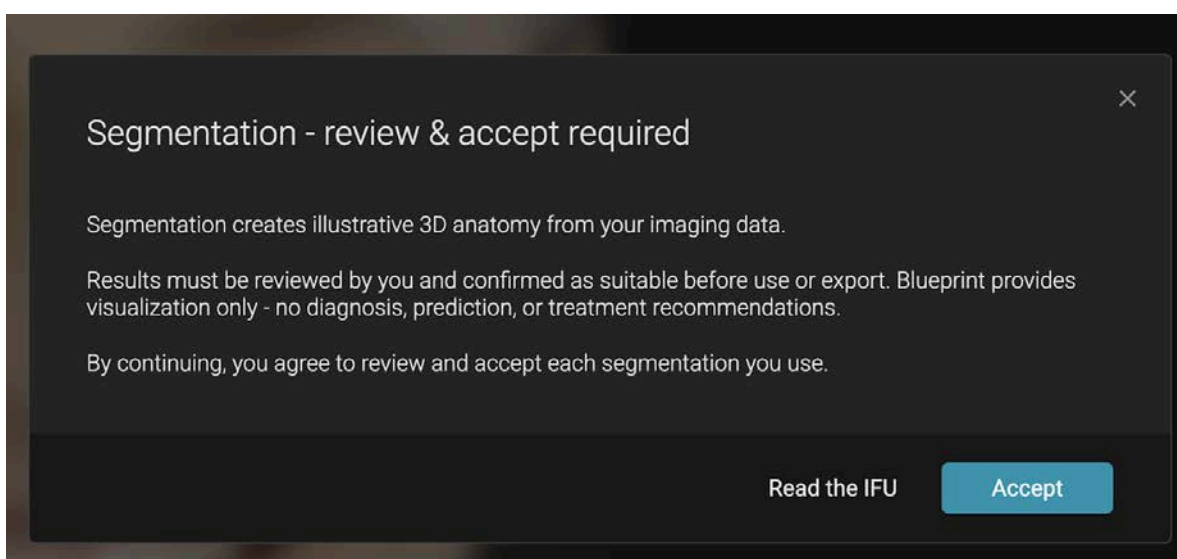 Segmentation - review & accept required
Segmentation creates illustrative 3D anatomy from your imaging data.
Results must be reviewed by you and confirmed as suitable before use or export. Blueprint provides
visualization only - no diagnosis, prediction, or treatment recommendations.
By continuing, you agree to review and accept each segmentation you use.
Read the IFU
Accept